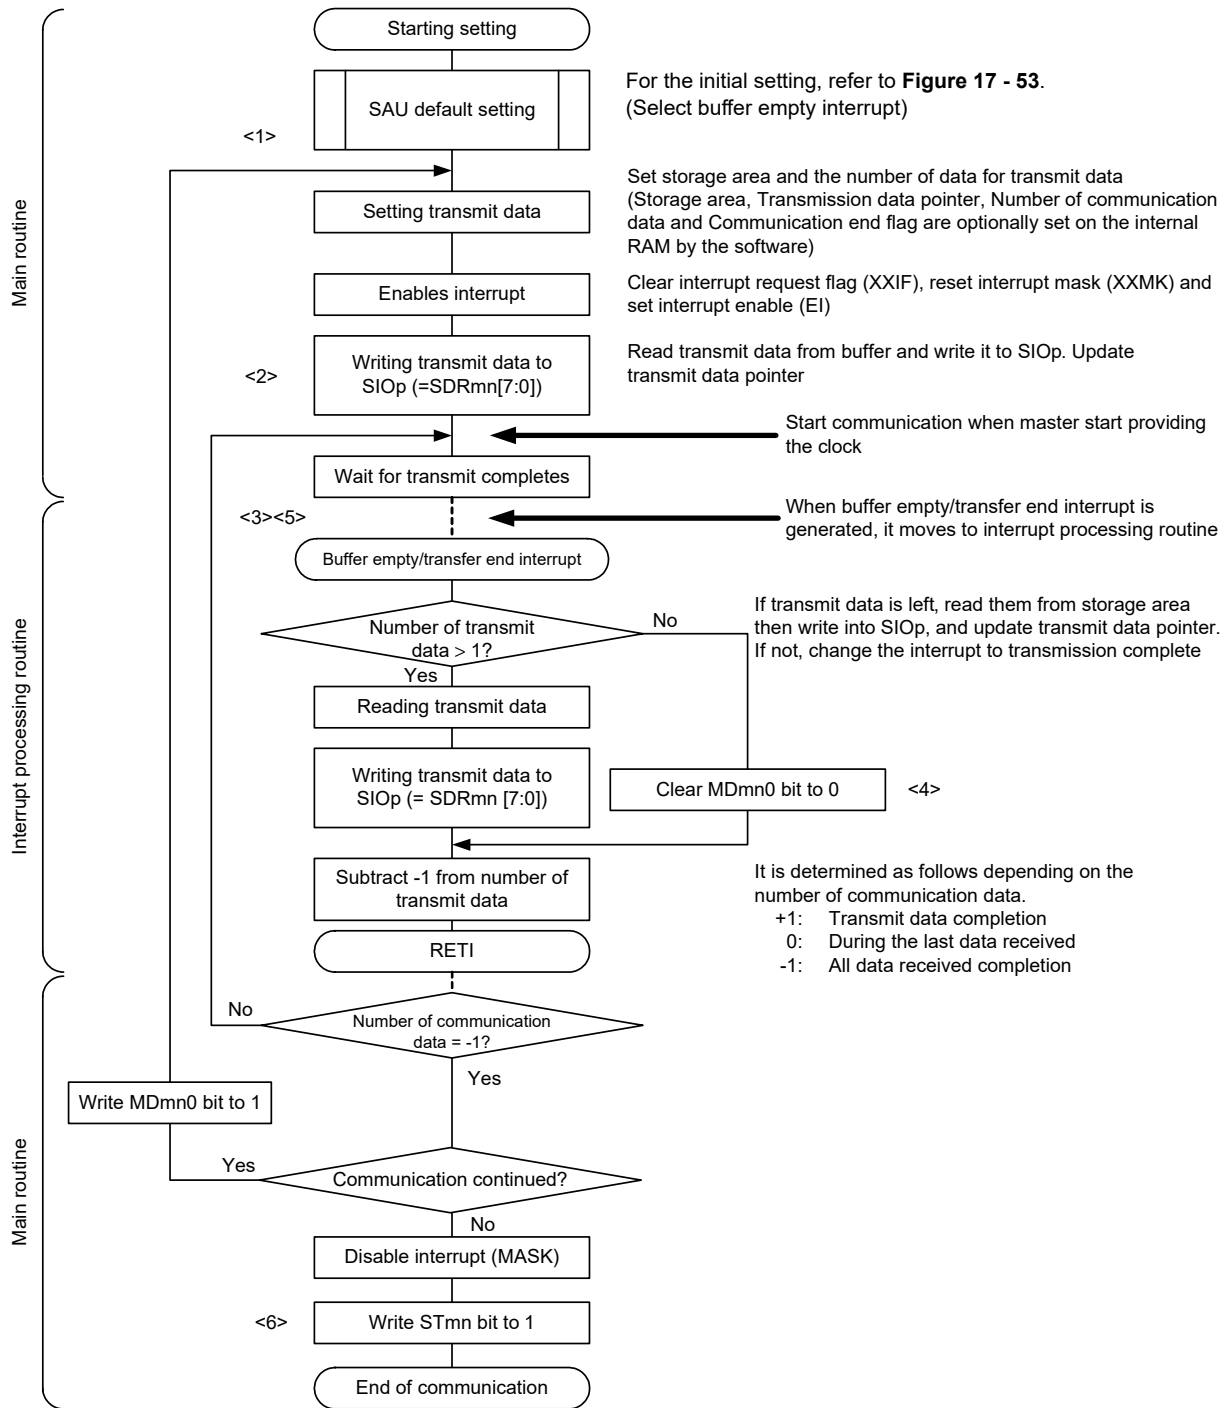 Starting setting
SAU default setting
For the initial setting, refer to Figure 17 - 53.
(Select buffer empty interrupt)
<1>
Setting transmit data
Set storage area and the number of data for transmit data
(Storage area, Transmission data pointer, Number of communication
data and Communication end flag are optionally set on the internal
RAM by the software)
Main routine
Enables interrupt
Clear interrupt request flag (XXIF), reset interrupt mask (XXMK) and
set interrupt enable (EI)
<2>
Writing transmit data to
SIOp (=SDRmn[7:0])
Read transmit data from buffer and write it to SIOp. Update
transmit data pointer
Start communication when master start providing
the clock
Wait for transmit completes
<3><5>
When buffer empty/transfer end interrupt is
generated, it moves to interrupt processing routine
Buffer empty/transfer end interrupt
Number of transmit
data > 1?
No
Yes
If transmit data is left, read them from storage area
then write into SIOp, and update transmit data pointer.
If not, change the interrupt to transmission complete
Interrupt processing routine
Reading transmit data
Writing transmit data to
SIOp (= SDRmn [7:0])
Clear MDmn0 bit to 0
<4>
Subtract -1 from number of
transmit data
It is determined as follows depending on the
number of communication data.
+1: Transmit data completion
0: During the last data received
-1: All data received completion
RETI
No
Number of communication
data = -1?
Yes
Write MDmn0 bit to 1
Main routine
Yes
Communication continued?
No
Disable interrupt (MASK)
<6>
Write STmn bit to 1
End of communication